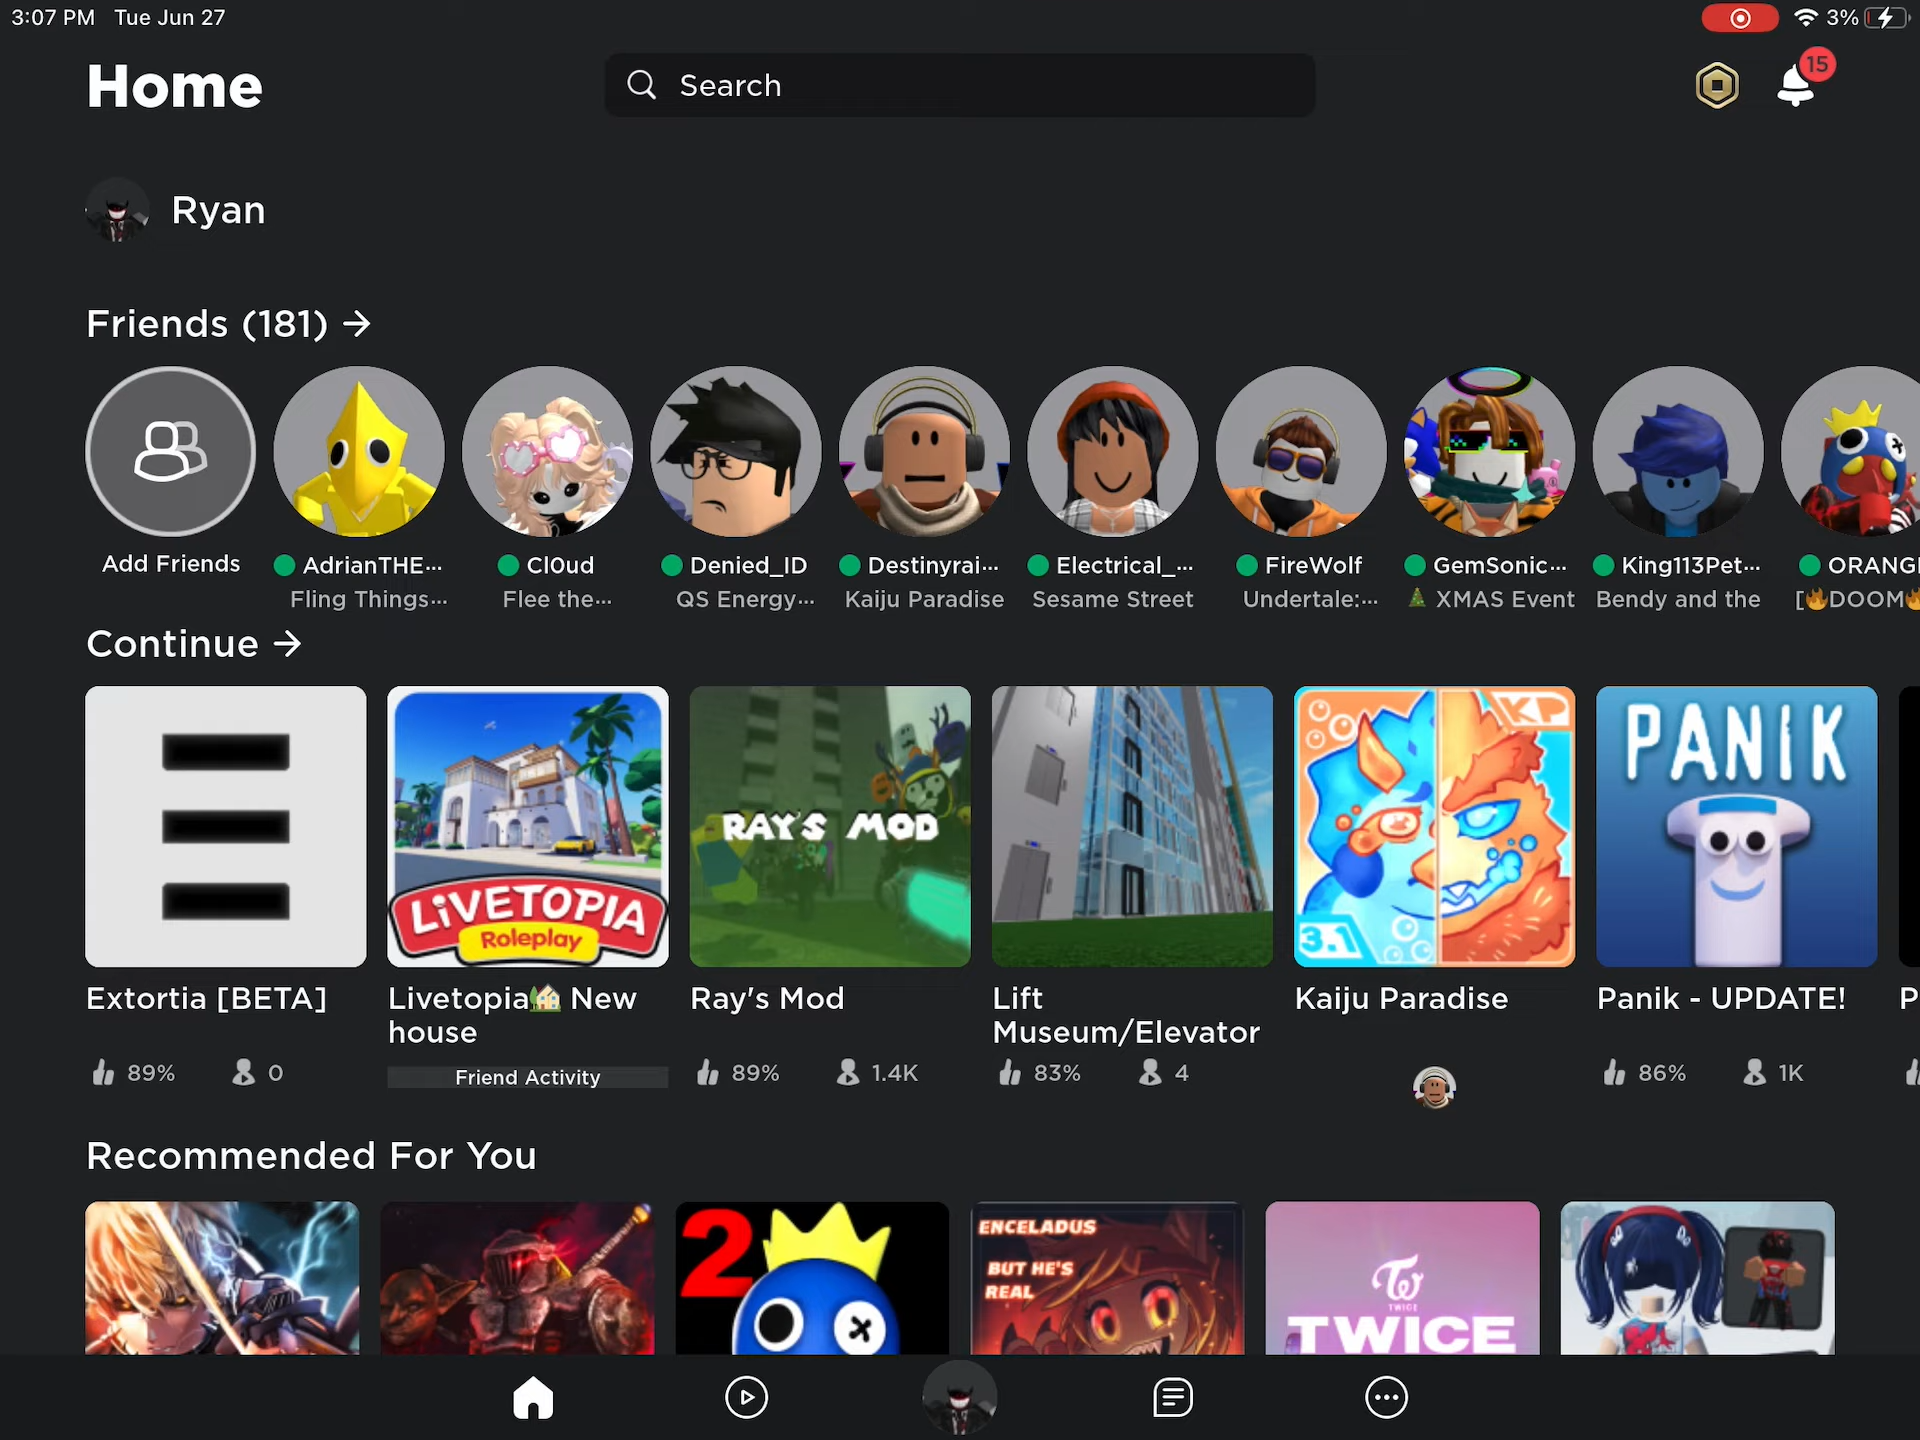 3:07 PM Tue Jun 27
3%
Home
Search
15
Ryan
Friends (181)
Add Friends
AdrianTHE...
Cl0ud
Denied_ID
Destinyrai...
Electrical_...
FireWolf
GemSonic...
King113Pet...
ORANG
Fling Things...
Flee the...
QS Energy...
Kaiju Paradise
Sesame Street
Undertale:...
🎄 XMAS Event
Bendy and the
[🔥DOOM🔥
Continue
LIVETOPIA
Roleplay
RAY'S MOD
KP
3.1
PANIK
Extortia [BETA]
Livetopia🏡 New
house
Ray's Mod
Lift
Museum/Elevator
Kaiju Paradise
Panik - UPDATE!
P
89%
0
Friend Activity
89%
1.4K
83%
4
86%
1K
Recommended For You
2
ENCELADUS
BUT HE'S
REAL
TWICE
TWICE